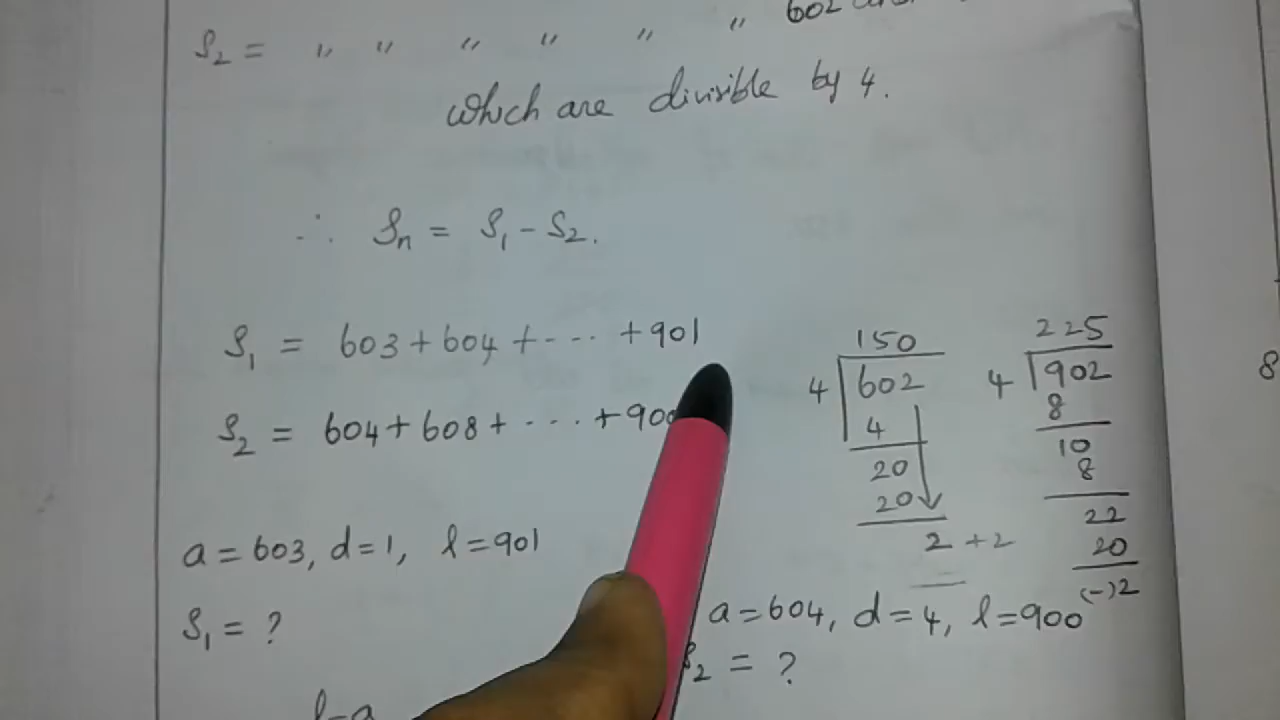 S₂ = " " " " " " 602
which are divisible by 4.
∴ Sₙ = S₁ - S₂.
S₁ = 603 + 604 + ··· + 901
S₂ = 604 + 608 + ··· + 900
a = 603, d = 1, l = 901
S₁ = ?
l-a
150
4 602
4
20
20
2 +2
225
4 902
8
10
8
22
20
(-)2
a = 604, d = 4, l = 900
S₂ = ?
8